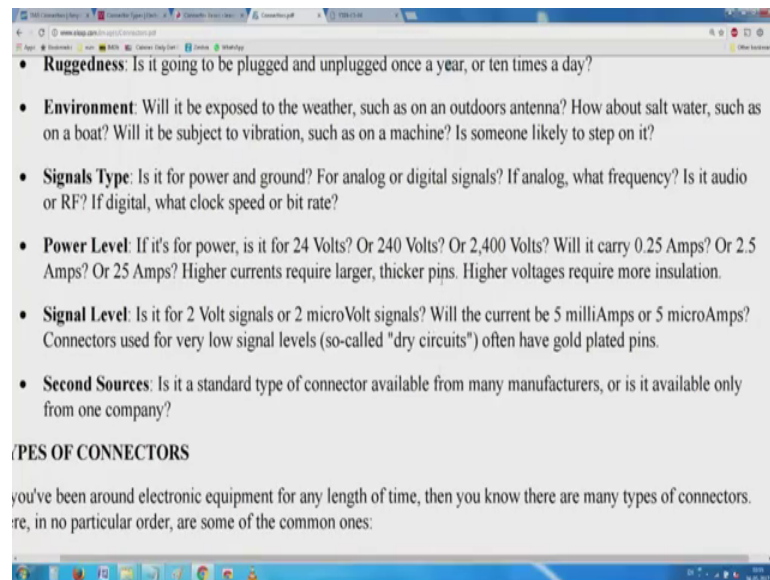 Connectors.pdf
• Ruggedness: Is it going to be plugged and unplugged once a year, or ten times a day?
• Environment: Will it be exposed to the weather, such as on an outdoors antenna? How about salt water, such as
on a boat? Will it be subject to vibration, such as on a machine? Is someone likely to step on it?
• Signals Type: Is it for power and ground? For analog or digital signals? If analog, what frequency? Is it audio
or RF? If digital, what clock speed or bit rate?
• Power Level: If it's for power, is it for 24 Volts? Or 240 Volts? Or 2,400 Volts? Will it carry 0.25 Amps? Or 2.5
Amps? Or 25 Amps? Higher currents require larger, thicker pins. Higher voltages require more insulation.
• Signal Level: Is it for 2 Volt signals or 2 microVolt signals? Will the current be 5 milliAmps or 5 microAmps?
Connectors used for very low signal levels (so-called "dry circuits") often have gold plated pins.
• Second Sources: Is it a standard type of connector available from many manufacturers, or is it available only
from one company?
YPES OF CONNECTORS
you've been around electronic equipment for any length of time, then you know there are many types of connectors.
re, in no particular order, are some of the common ones: